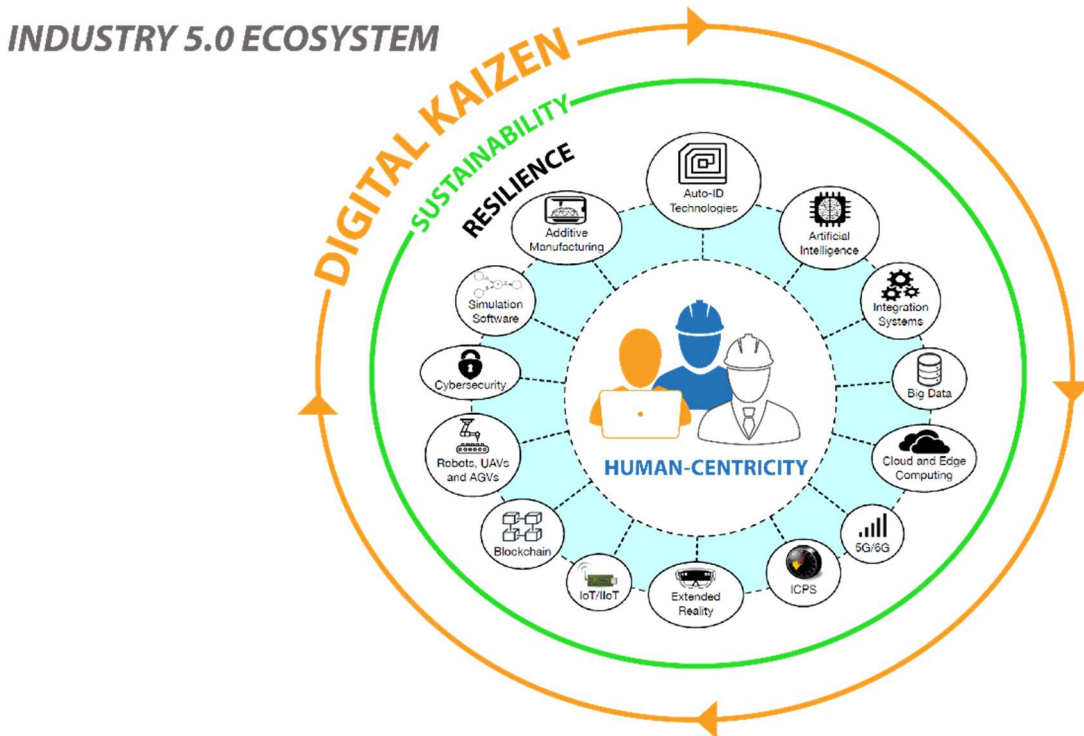 INDUSTRY 5.0 ECOSYSTEM
DIGITAL KAIZEN
SUSTAINABILITY
RESILIENCE
Auto-ID
Technologies
Artificial
Intelligence
Integration
Systems
Big Data
Cloud and Edge
Computing
5G/6G
ICPS
Extended
Reality
IoT/IIoT
Blockchain
Robots, UAVs
and AGVs
Cybersecurity
Simulation
Software
Additive
Manufacturing
HUMAN-CENTRICITY